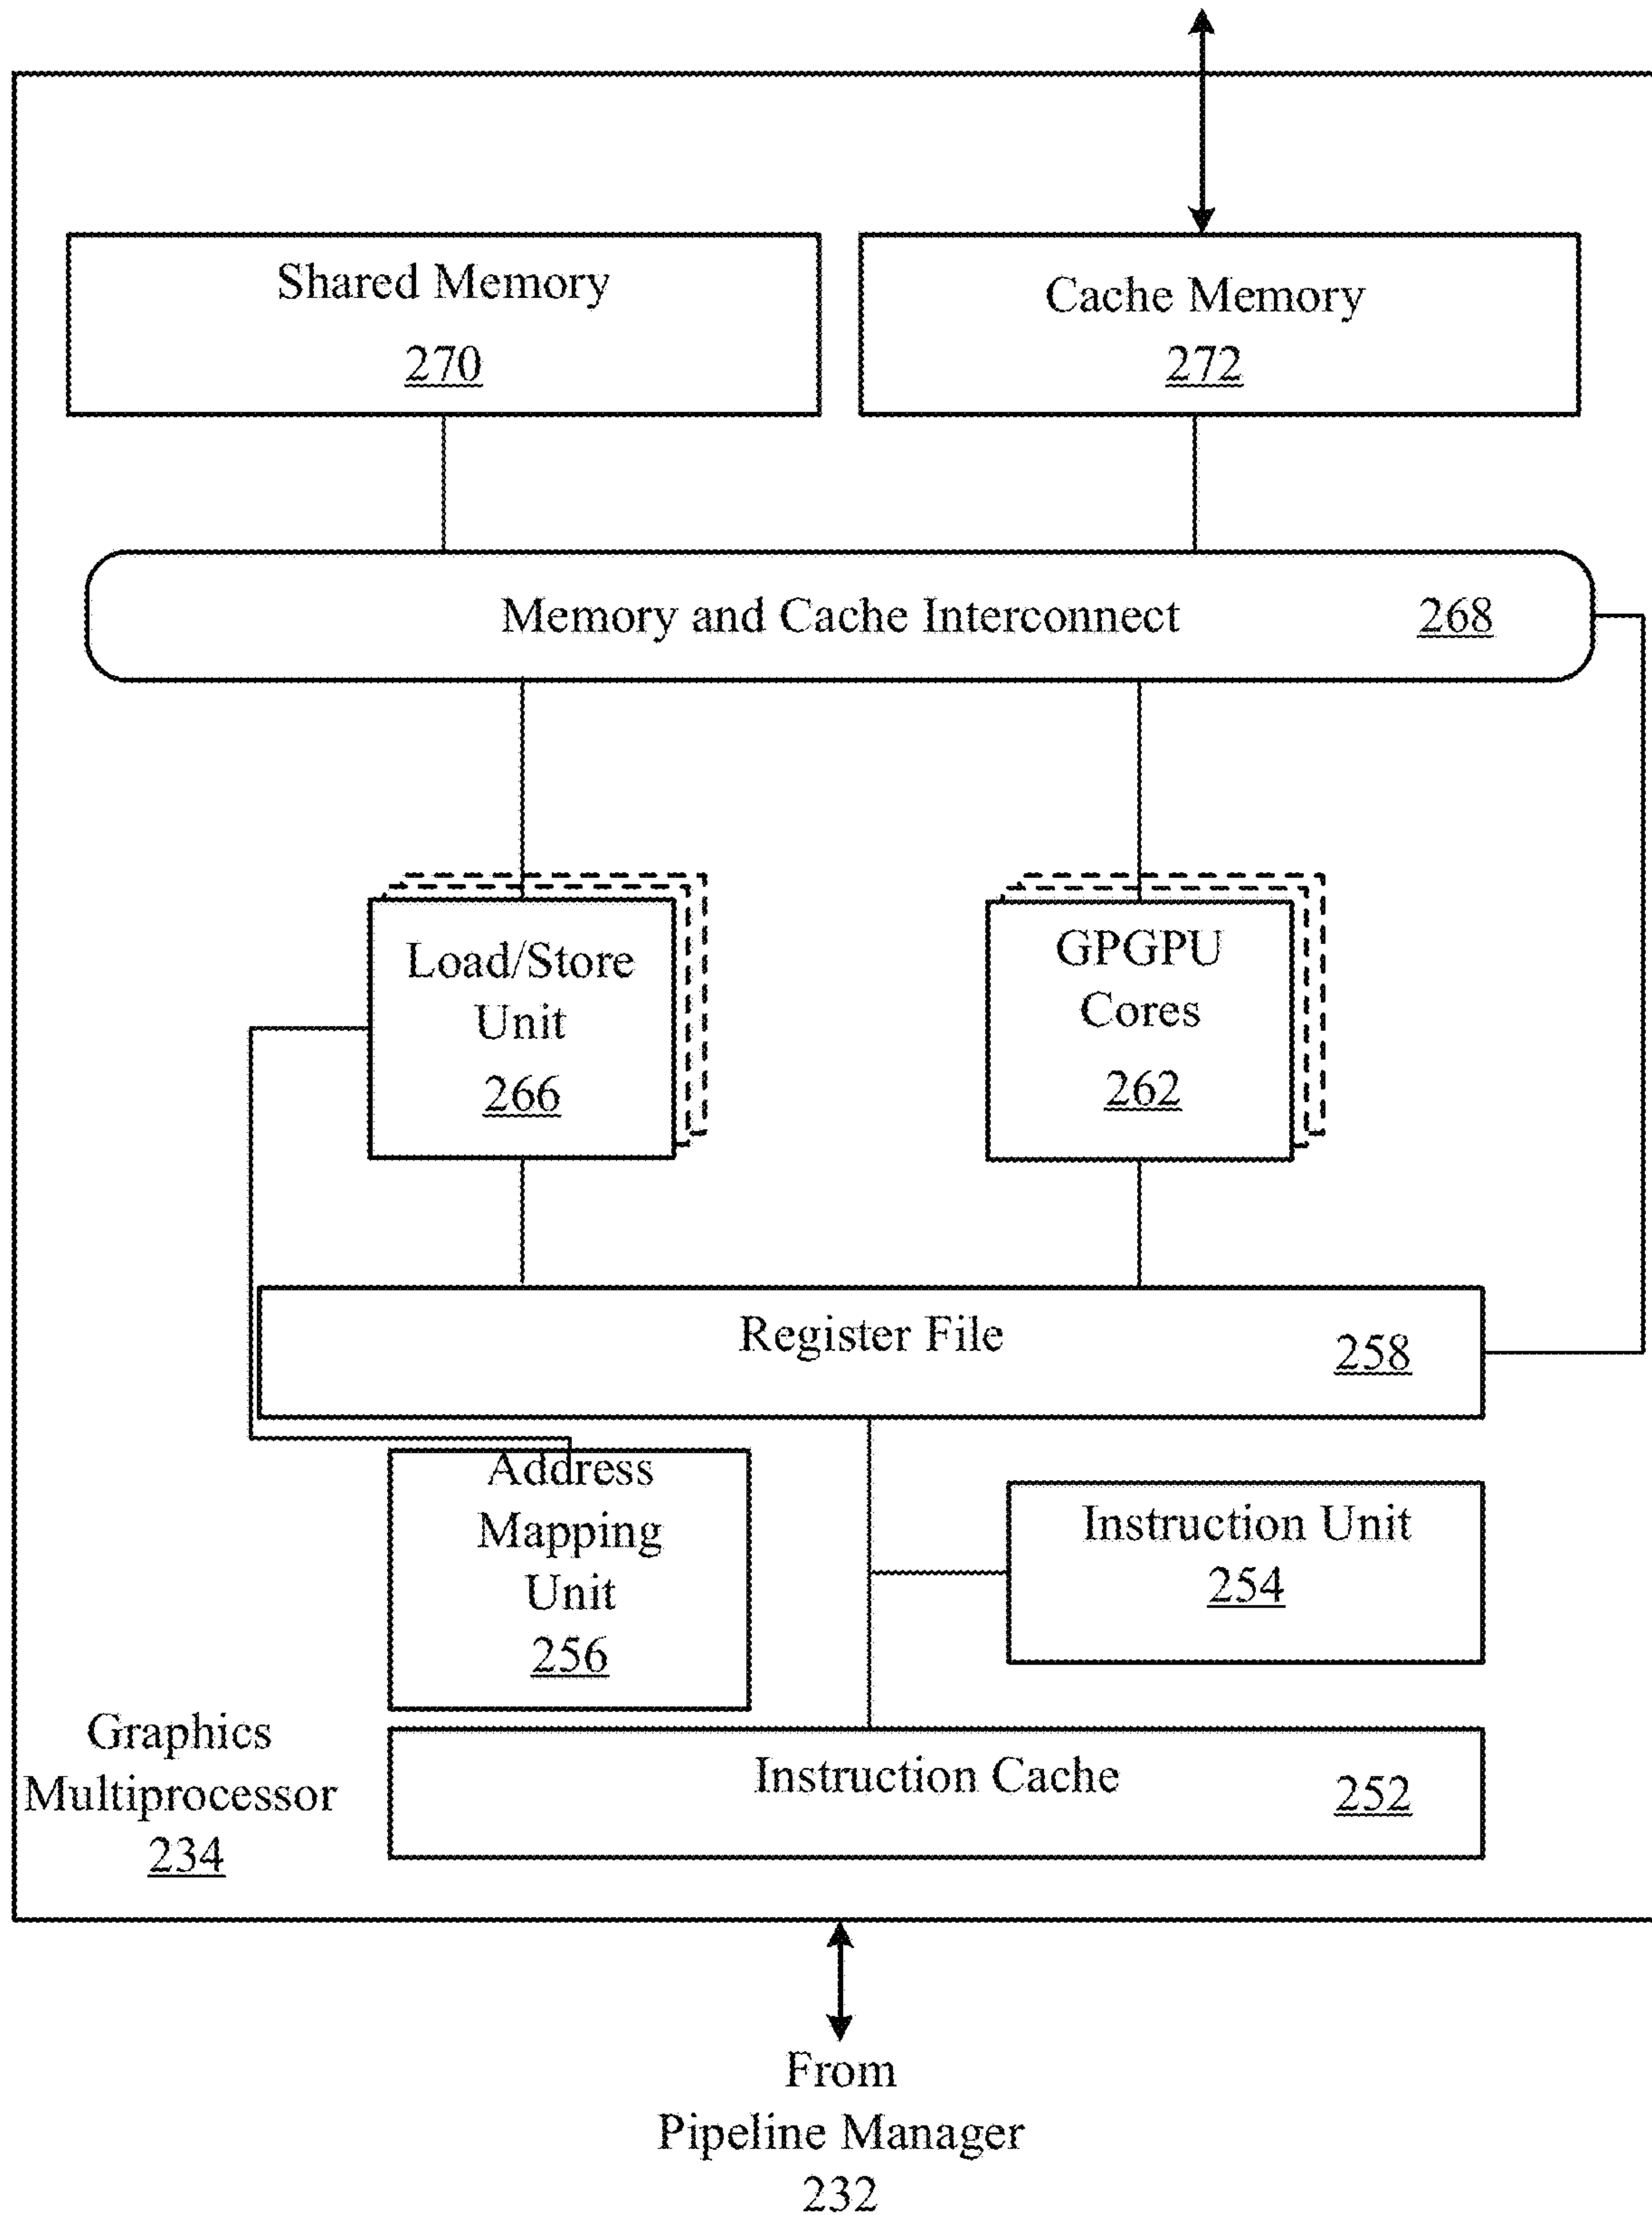 Shared Memory
270
Cache Memory
272
Memory and Cache Interconnect 268
Load/Store
Unit
266
GPGPU
Cores
262
Register File 258
Address
Mapping
Unit
256
Instruction Unit
254
Graphics
Multiprocessor
234
Instruction Cache 252
From
Pipeline Manager
232